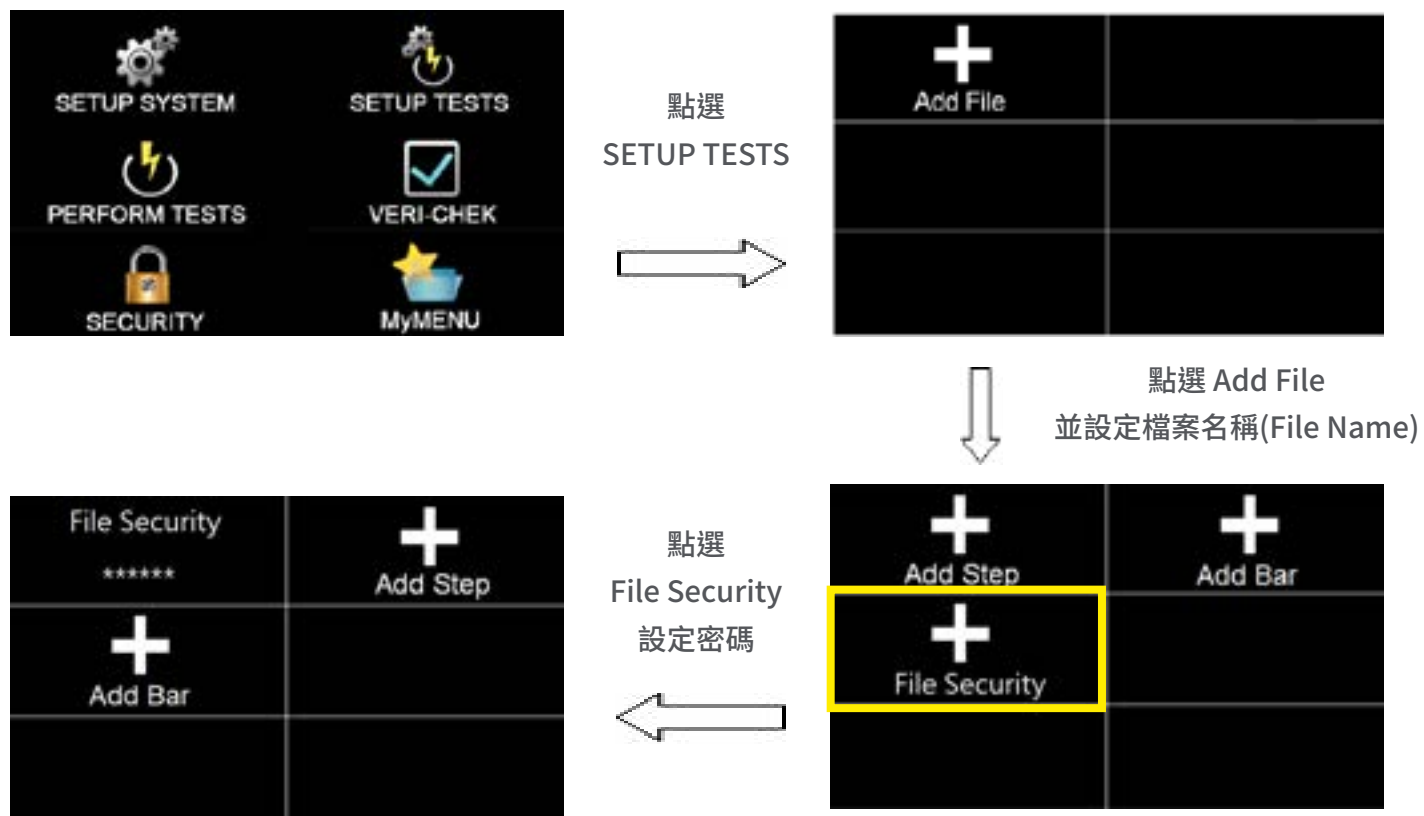 SETUP SYSTEM
SETUP TESTS
PERFORM TESTS
VERI-CHEK
SECURITY
MyMENU
點選
SETUP TESTS
Add File
點選 Add File
並設定檔案名稱(File Name)
Add Step
Add Bar
File Security
點選
File Security
設定密碼
File Security
******
Add Step
Add Bar